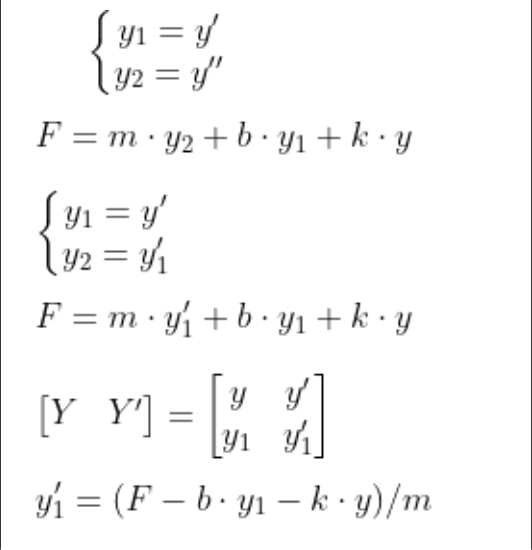 { y₁ = y′
y₂ = y″
F = m · y₂ + b · y₁ + k · y
{ y₁ = y′
y₂ = y′₁
F = m · y′₁ + b · y₁ + k · y
[Y Y′] = [y y′
y₁ y′₁]
y′₁ = (F − b · y₁ − k · y)/m